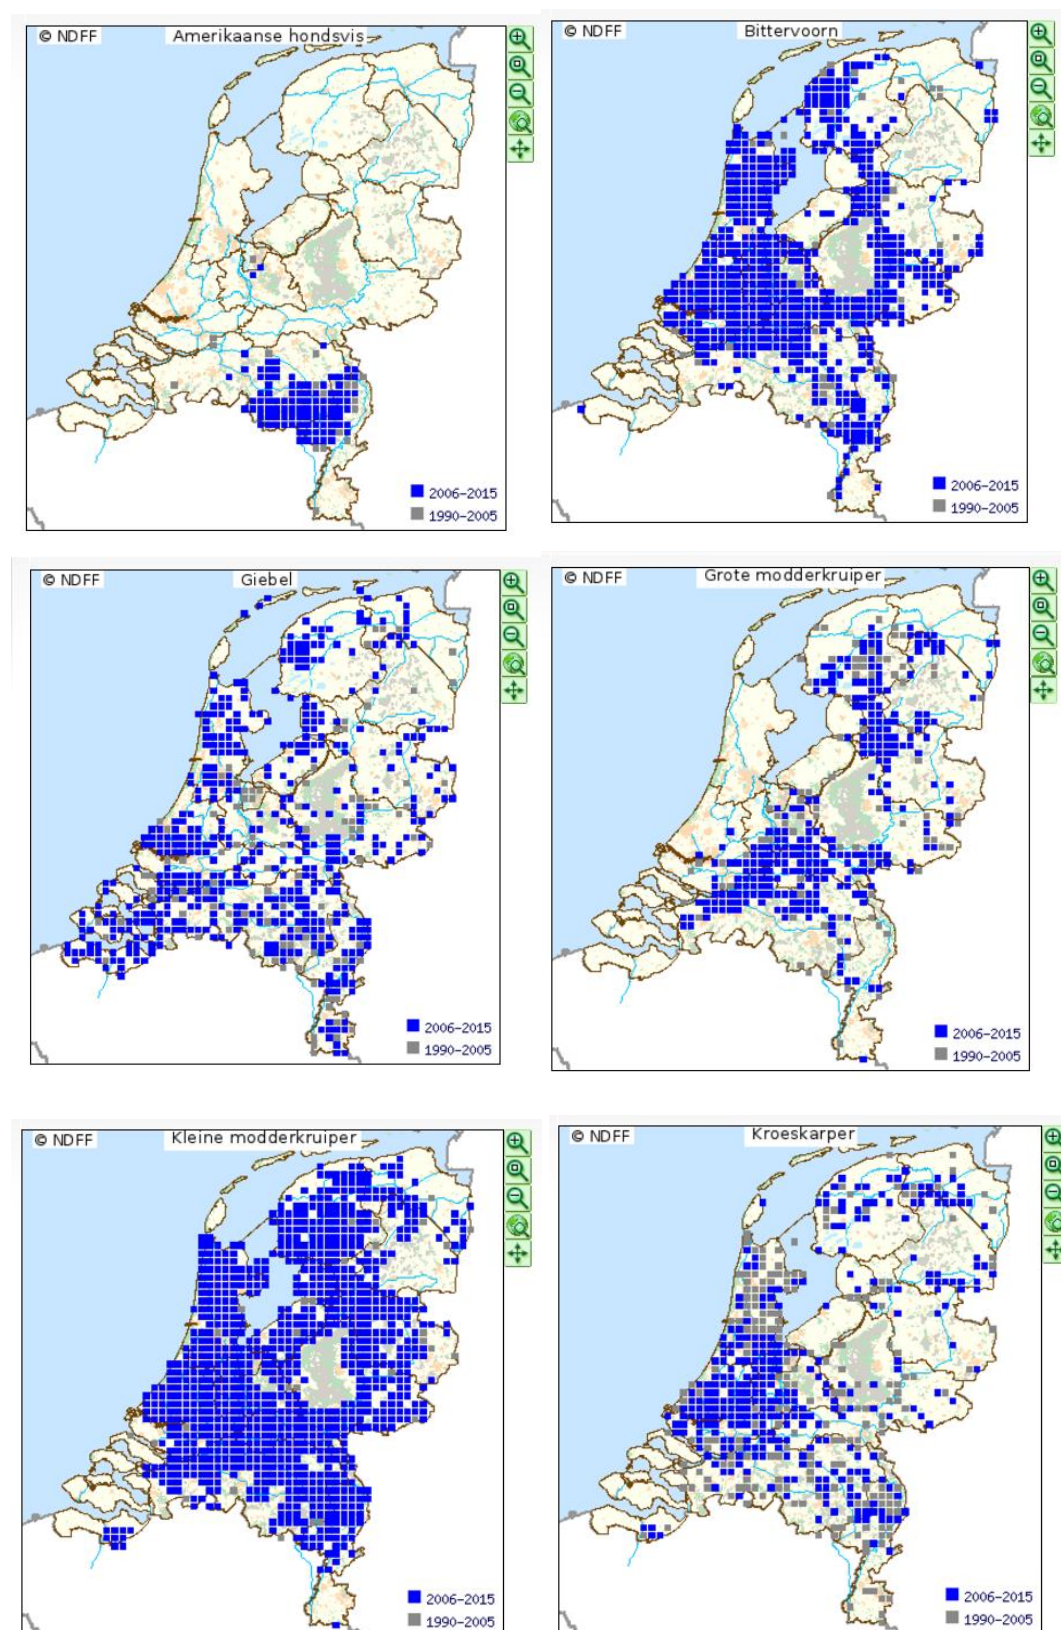 © NDFF
Amerikaanse hondsvis
2006-2015
1990-2005
© NDFF
Bittervoorn
2006-2015
1990-2005
© NDFF
Giebel
2006-2015
1990-2005
© NDFF
Grote modderkruiper
2006-2015
1990-2005
© NDFF
Kleine modderkruiper
2006-2015
1990-2005
© NDFF
Kroeskarper
2006-2015
1990-2005